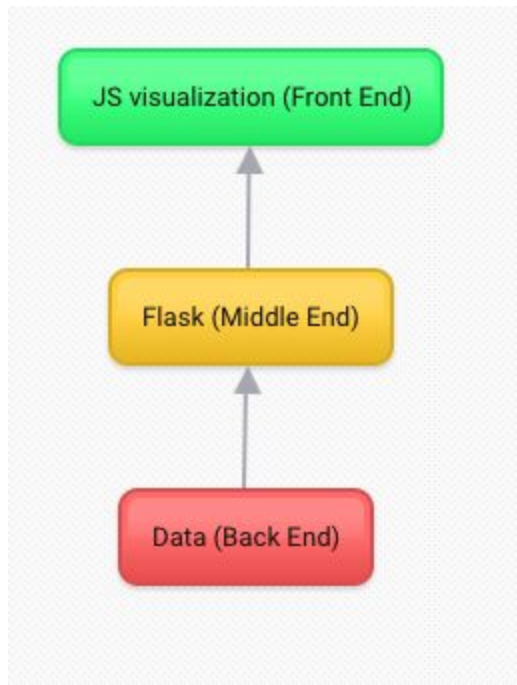 JS visualization (Front End)
Flask (Middle End)
Data (Back End)